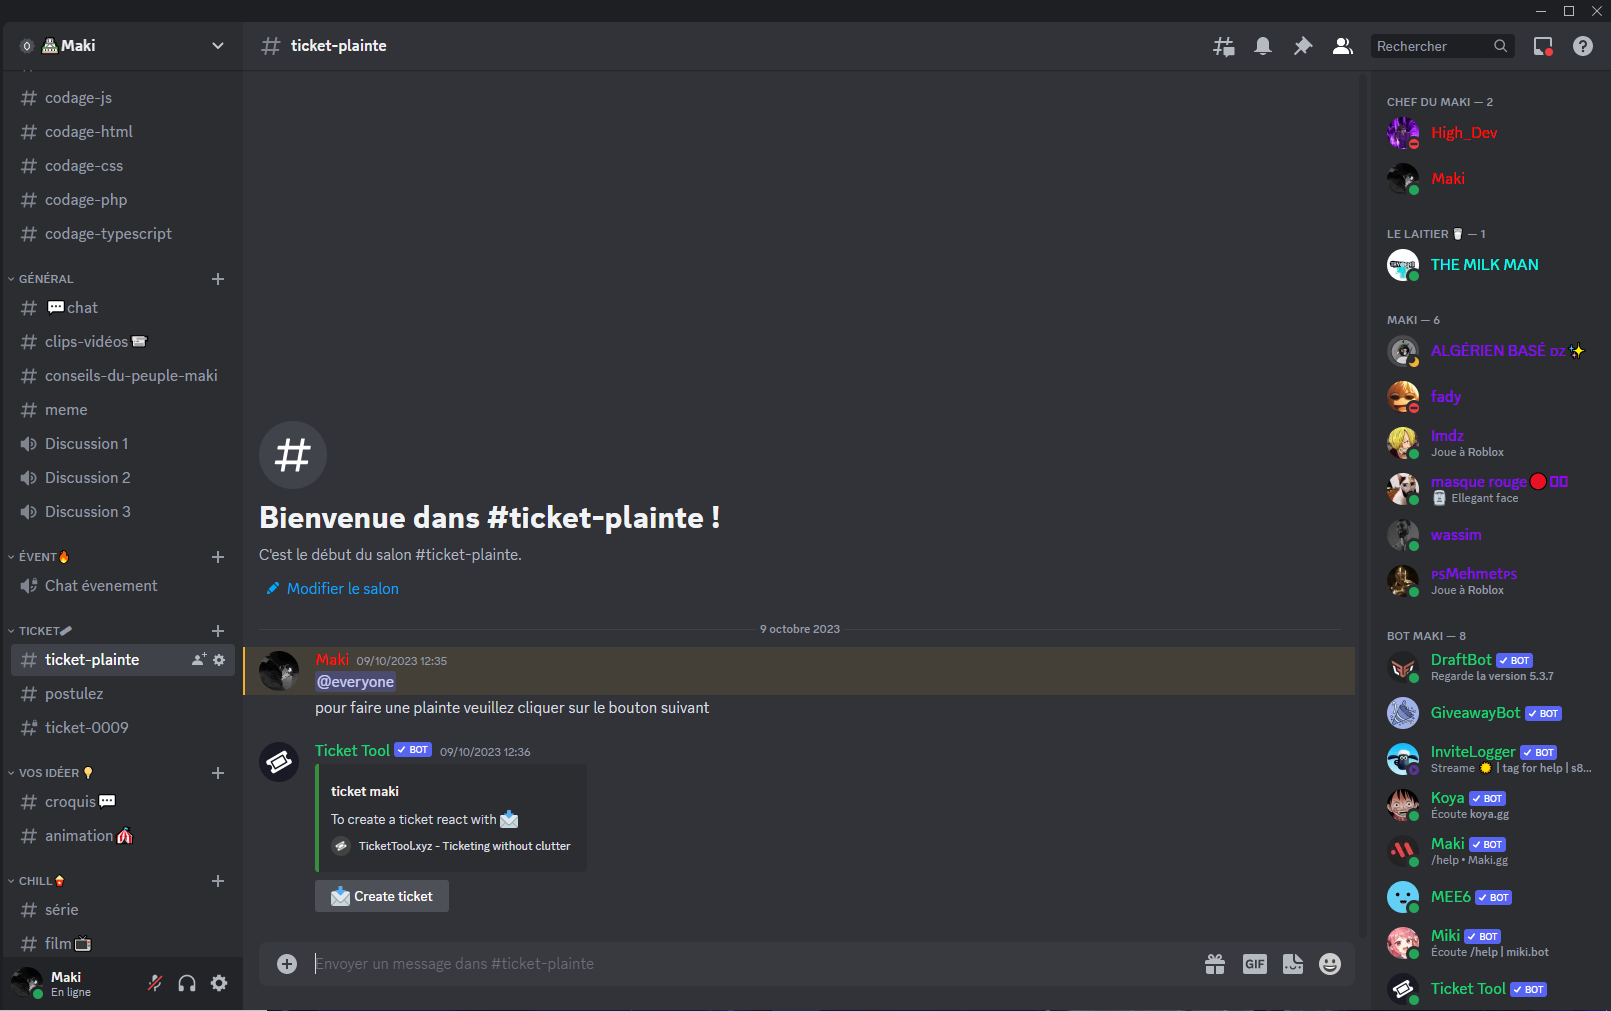 Maki
codage-js
codage-html
codage-css
codage-php
codage-typescript
GÉNÉRAL
chat
clips-vidéos
conseils-du-peuple-maki
meme
Discussion 1
Discussion 2
Discussion 3
ÉVENT
Chat évenement
TICKET
ticket-plainte
postulez
ticket-0009
VOS IDÉER
croquis
animation
CHILL
série
film
Maki
En ligne
ticket-plainte
Rechercher
Bienvenue dans #ticket-plainte !
C'est le début du salon #ticket-plainte.
Modifier le salon
9 octobre 2023
Maki 09/10/2023 12:35
@everyone
pour faire une plainte veuillez cliquer sur le bouton suivant
Ticket Tool BOT 09/10/2023 12:36
ticket maki
To create a ticket react with
TicketTool.xyz - Ticketing without clutter
Create ticket
Envoyer un message dans #ticket-plainte
GIF
CHEF DU MAKI — 2
High_Dev
Maki
LE LAITIER — 1
THE MILK MAN
MAKI — 6
ALGÉRIEN BASÉ DZ
fady
Imdz
Joue à Roblox
masque rouge
Ellegant face
wassim
PSMehmetPS
Joue à Roblox
BOT MAKI — 8
DraftBot BOT
Regarde la version 5.3.7
GiveawayBot BOT
InviteLogger BOT
Streame | tag for help | s8...
Koya BOT
Écoute koya.gg
Maki BOT
/help • Maki.gg
MEE6 BOT
Miki BOT
Écoute /help | miki.bot
Ticket Tool BOT